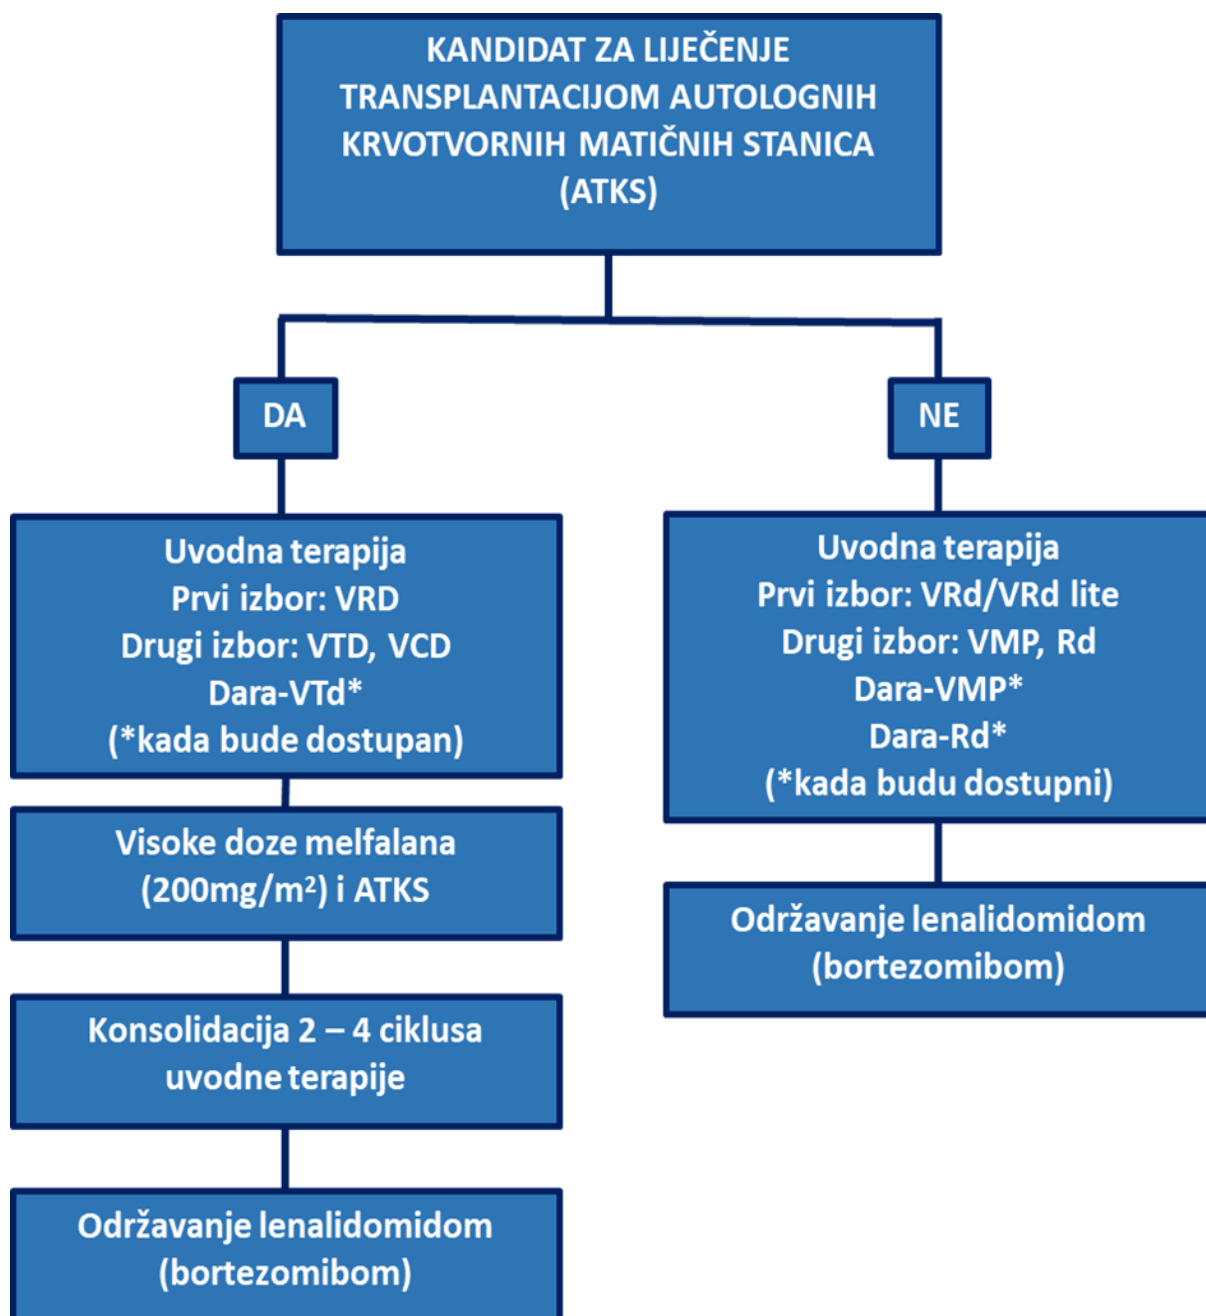 KANDIDAT ZA LIJEČENJE
TRANSPLANTACIJOM AUTOLOGNIH
KRVOTVORNIH MATIČNIH STANICA
(ATKS)
DA
NE
Uvodna terapija
Prvi izbor: VRD
Drugi izbor: VTD, VCD
Dara-VTd*
(*kada bude dostupan)
Visoke doze melfalana
(200mg/m²) i ATKS
Konsolidacija 2 – 4 ciklusa
uvodne terapije
Održavanje lenalidomidom
(bortezomibom)
Uvodna terapija
Prvi izbor: VRd/VRd lite
Drugi izbor: VMP, Rd
Dara-VMP*
Dara-Rd*
(*kada budu dostupni)
Održavanje lenalidomidom
(bortezomibom)